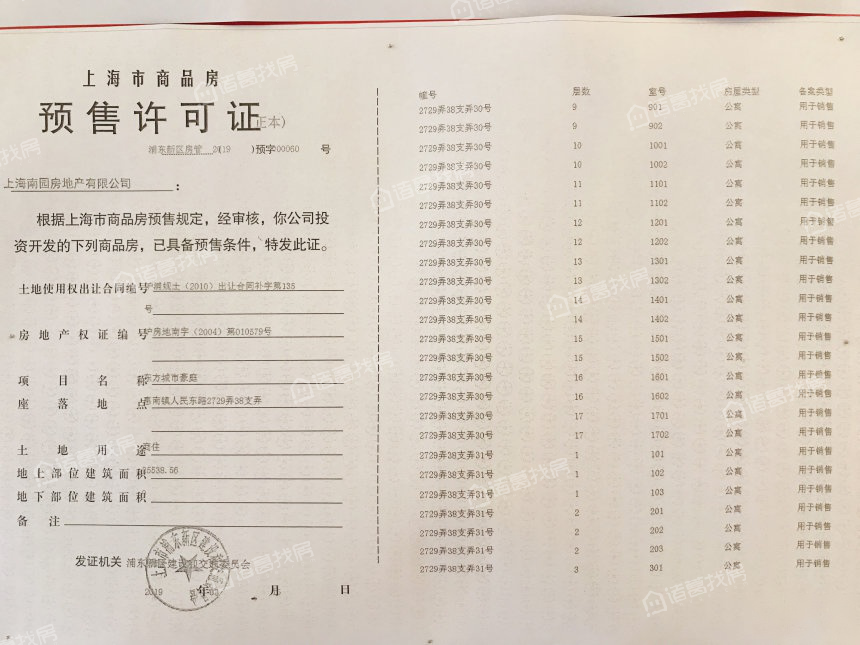 上海市商品房
预售许可证(正本)
浦东新区房管 2019 )预字00060 号
上海南园房地产有限公司 :
根据上海市商品房预售规定，经审核，你公司投
资开发的下列商品房，已具备预售条件，特发此证。
土地使用权出让合同编号 沪浦规土（2010）出让合同补字第135
号
房地产权证编号 沪房地南字（2004）第010579号
项目名称 东方城市豪庭
座落地点 惠南镇人民东路2729弄38支弄
土地用途 商住
地上部位建筑面积 5538.56
地下部位建筑面积
备注
发证机关 浦东新区建设和交通委员会
2019 年 月 日
幢号 层数 室号 房屋类型 备案类型
2729弄38支弄30号 9 901 公寓 用于销售
2729弄38支弄30号 9 902 公寓 用于销售
2729弄38支弄30号 10 1001 公寓 用于销售
2729弄38支弄30号 10 1002 公寓 用于销售
2729弄38支弄30号 11 1101 公寓 用于销售
2729弄38支弄30号 11 1102 公寓 用于销售
2729弄38支弄30号 12 1201 公寓 用于销售
2729弄38支弄30号 12 1202 公寓 用于销售
2729弄38支弄30号 13 1301 公寓 用于销售
2729弄38支弄30号 13 1302 公寓 用于销售
2729弄38支弄30号 14 1401 公寓 用于销售
2729弄38支弄30号 14 1402 公寓 用于销售
2729弄38支弄30号 15 1501 公寓 用于销售
2729弄38支弄30号 15 1502 公寓 用于销售
2729弄38支弄30号 16 1601 公寓 用于销售
2729弄38支弄30号 16 1602 公寓 用于销售
2729弄38支弄30号 17 1701 公寓 用于销售
2729弄38支弄30号 17 1702 公寓 用于销售
2729弄38支弄31号 1 101 公寓 用于销售
2729弄38支弄31号 1 102 公寓 用于销售
2729弄38支弄31号 1 103 公寓 用于销售
2729弄38支弄31号 2 201 公寓 用于销售
2729弄38支弄31号 2 202 公寓 用于销售
2729弄38支弄31号 2 203 公寓 用于销售
2729弄38支弄31号 3 301 公寓 用于销售
诺葛找房